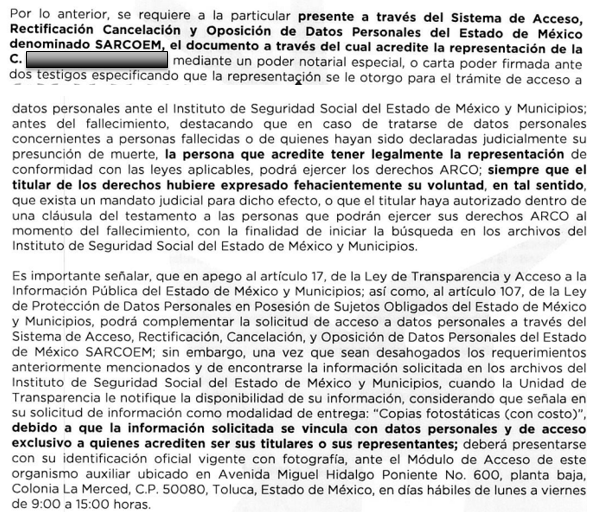 Por lo anterior, se requiere a la particular presente a través del Sistema de Acceso,
Rectificación Cancelación y Oposición de Datos Personales del Estado de México
denominado SARCOEM, el documento a través del cual acredite la representación de la
C. mediante un poder notarial especial, o carta poder firmada ante
dos testigos especificando que la representación se le otorgo para el trámite de acceso a
datos personales ante el Instituto de Seguridad Social del Estado de México y Municipios;
antes del fallecimiento, destacando que en caso de tratarse de datos personales
concernientes a personas fallecidas o de quienes hayan sido declaradas judicialmente su
presunción de muerte, la persona que acredite tener legalmente la representación de
conformidad con las leyes aplicables, podrá ejercer los derechos ARCO; siempre que el
titular de los derechos hubiere expresado fehacientemente su voluntad, en tal sentido,
que exista un mandato judicial para dicho efecto, o que el titular haya autorizado dentro de
una cláusula del testamento a las personas que podrán ejercer sus derechos ARCO al
momento del fallecimiento, con la finalidad de iniciar la búsqueda en los archivos del
Instituto de Seguridad Social del Estado de México y Municipios.
Es importante señalar, que en apego al artículo 17, de la Ley de Transparencia y Acceso a la
Información Pública del Estado de México y Municipios; así como, al artículo 107, de la Ley
de Protección de Datos Personales en Posesión de Sujetos Obligados del Estado de México
y Municipios, podrá complementar la solicitud de acceso a datos personales a través del
Sistema de Acceso, Rectificación, Cancelación, y Oposición de Datos Personales del Estado
de México SARCOEM; sin embargo, una vez que sean desahogados los requerimientos
anteriormente mencionados y de encontrarse la información solicitada en los archivos del
Instituto de Seguridad Social del Estado de México y Municipios, cuando la Unidad de
Transparencia le notifique la disponibilidad de su información, considerando que señala en
su solicitud de información como modalidad de entrega: “Copias fotostáticas (con costo)”,
debido a que la información solicitada se vincula con datos personales y de acceso
exclusivo a quienes acrediten ser sus titulares o sus representantes; deberá presentarse
con su identificación oficial vigente con fotografía, ante el Módulo de Acceso de este
organismo auxiliar ubicado en Avenida Miguel Hidalgo Poniente No. 600, planta baja,
Colonia La Merced, C.P. 50080, Toluca, Estado de México, en días hábiles de lunes a viernes
de 9:00 a 15:00 horas.